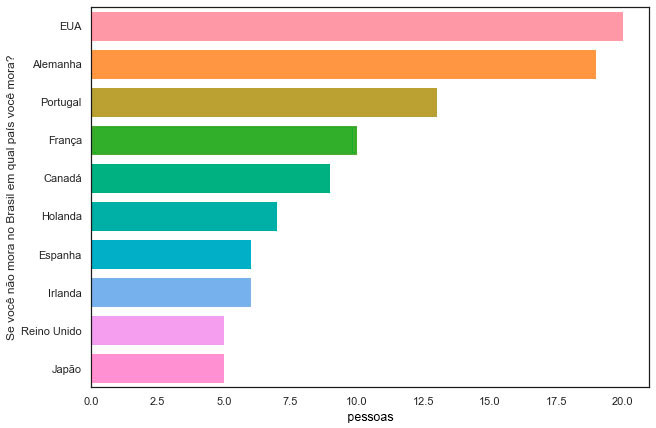 Se você não mora no Brasil em qual país você mora?
EUA
Alemanha
Portugal
França
Canadá
Holanda
Espanha
Irlanda
Reino Unido
Japão
0.0 2.5 5.0 7.5 10.0 12.5 15.0 17.5 20.0
pessoas